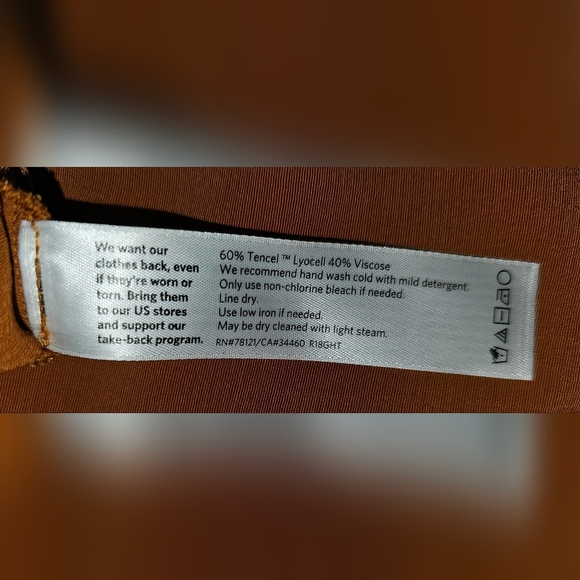 We want our
clothes back, even
if they're worn or
torn. Bring them
to our US stores
and support our
take-back program.
60% Tencel ™ Lyocell 40% Viscose
We recommend hand wash cold with mild detergent.
Only use non-chlorine bleach if needed.
Line dry.
Use low iron if needed.
May be dry cleaned with light steam.
RN#78121/CA#34460 R18GHT